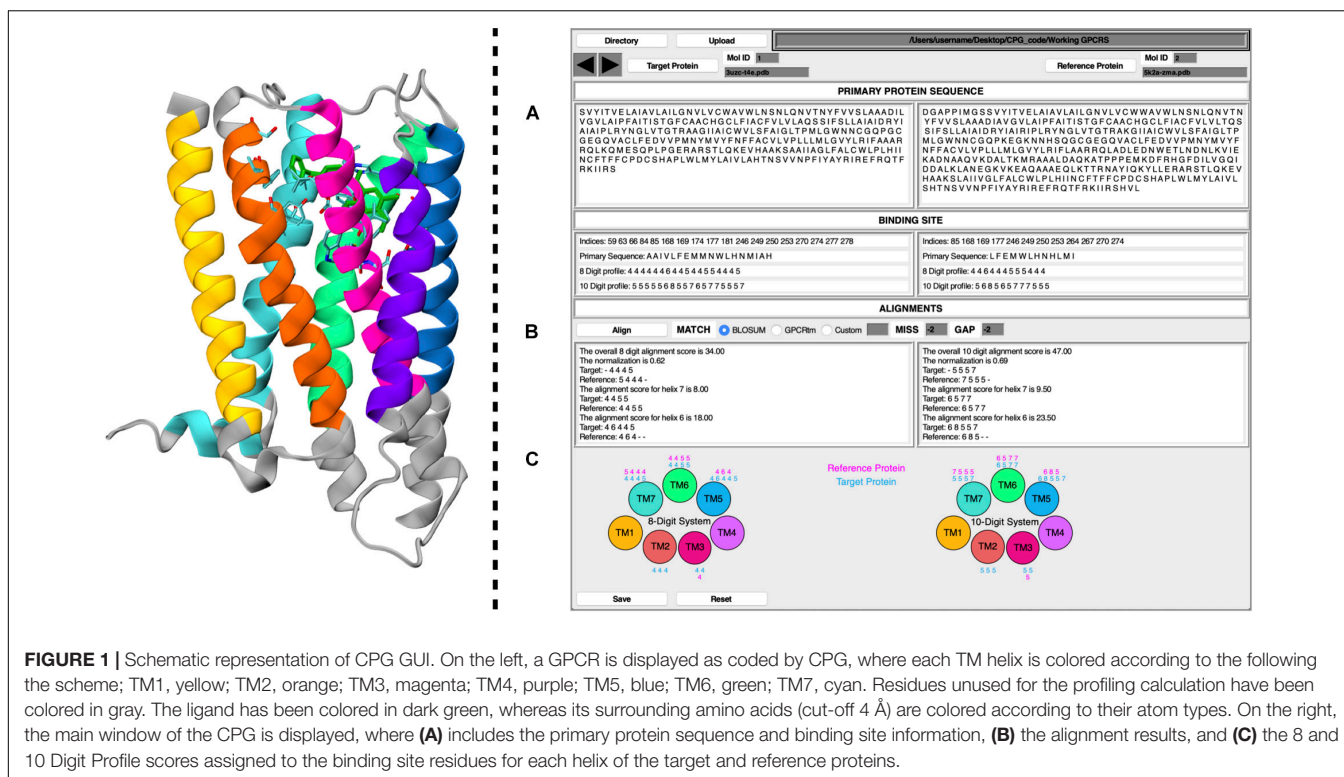 Directory
Upload
/Users/username/Desktop/CPG_code/Working GPCRS
Target Protein
Mol ID 1
3uzc-t4e.pdb
Reference Protein
Mol ID 2
5k2a-zma.pdb
A
PRIMARY PROTEIN SEQUENCE
SVYITVELAIAVLAILGNVLVCWAVWLNSNLQNVTNYFVVSLAAADIL
VGVLAIPFAITISTGFCAACHGCLFIACFVLVLAQSSIFSLLAIAIDRYI
AIAIPLRYNGLVTGTRAAGIIAICWVLSFAIGLTPMLGWNNCGQPGC
GEGQVACLFEDVVPMNYMVYFNFFACVLVPLLLMLGVYLRIFAAAR
RQLKQMESQPLPGERARSTLQKEVHAAKSAAIIAGLFALCWLPLHII
NCFTFFCPDCSHAPLWLMYLAIVLAHTNSVVNPFIYAYRIREFRQTF
RKIIRS
DGAPPIMGSSVYITVELAIAVLAILGNVLVCWWAVWLNSNLQNVTN
YFVVSLAAADIAVGVLAIPFAITISTGFCAACHGCLFIACFVLVLTQS
SIFSLLAIAIDRYIAIRIPLRYNGLVTGTRAKGIIAICWVLSFAIGLTP
MLGWNNCGQPKEGKNHSQGCGEGQVACLFEDVVPMNYMVYF
NFFACVLVPLLLMLGVYLRIFLAARRQLADLEDNWETLNDNLKVIE
KADNAAQVKDALTKMRAAALDAQKATPPPEMKDFRHGFDILVGQI
DDALKLANEGKVKEAQAAAEQLKTTRNAYIQKYLLERARSTLQKEV
HAAKSLAIIVGLFALCWLPLHIINCFTFFCPDCSHAPLWLMYLAIVL
SHTNSVVNPFIYAYRIREFRQTFRKIIRSHVL
BINDING SITE
Indices: 59 63 66 84 85 168 169 174 177 181 246 249 250 253 270 274 277 278
Primary Sequence: A A I V L F E M M N W L H N M I A H
8 Digit profile: 4 4 4 4 4 4 6 4 4 5 4 4 5 5 4 4 4 5
10 Digit profile: 5 5 5 5 5 6 8 5 5 7 6 5 7 7 5 5 5 7
Indices: 85 168 169 177 246 249 250 253 264 267 270 274
Primary Sequence: L F E M W L H N H L M I
8 Digit profile: 4 4 6 4 4 4 5 5 5 4 4 4
10 Digit profile: 5 6 8 5 6 5 7 7 7 5 5 5
ALIGNMENTS
B
Align
MATCH BLOSUM GPCRtm Custom MISS -2 GAP -2
The overall 8 digit alignment score is 34.00
The normalization is 0.62
Target: - 4 4 4 5
Reference: 5 4 4 4 -
The alignment score for helix 7 is 8.00
Target: 4 4 5 5
Reference: 4 4 5 5
The alignment score for helix 6 is 18.00
Target: 4 6 4 4 5
Reference: 4 6 4 - -
The overall 10 digit alignment score is 47.00
The normalization is 0.69
Target: - 5 5 5 7
Reference: 7 5 5 5 -
The alignment score for helix 7 is 9.50
Target: 6 5 7 7
Reference: 6 5 7 7
The alignment score for helix 6 is 23.50
Target: 6 8 5 5 7
Reference: 6 8 5 - -
C
Reference Protein
Target Protein
4 4 5 5
4 4 5 5
5 4 4 4
4 4 4 5
4 6 4
4 6 4 4 5
TM6
TM7
TM5
8-Digit System
TM1
TM4
TM2
TM3
4 4 4
4 4
4
6 5 7 7
6 5 7 7
7 5 5 5
5 5 5 7
6 8 5
6 8 5 5 7
TM6
TM7
TM5
10-Digit System
TM1
TM4
TM2
TM3
5 5 5
5 5
5
Save
Reset
FIGURE 1 | Schematic representation of CPG GUI. On the left, a GPCR is displayed as coded by CPG, where each TM helix is colored according to the following
the scheme; TM1, yellow; TM2, orange; TM3, magenta; TM4, purple; TM5, blue; TM6, green; TM7, cyan. Residues unused for the profiling calculation have been
colored in gray. The ligand has been colored in dark green, whereas its surrounding amino acids (cut-off 4 Å) are colored according to their atom types. On the right,
the main window of the CPG is displayed, where (A) includes the primary protein sequence and binding site information, (B) the alignment results, and (C) the 8 and
10 Digit Profile scores assigned to the binding site residues for each helix of the target and reference proteins.